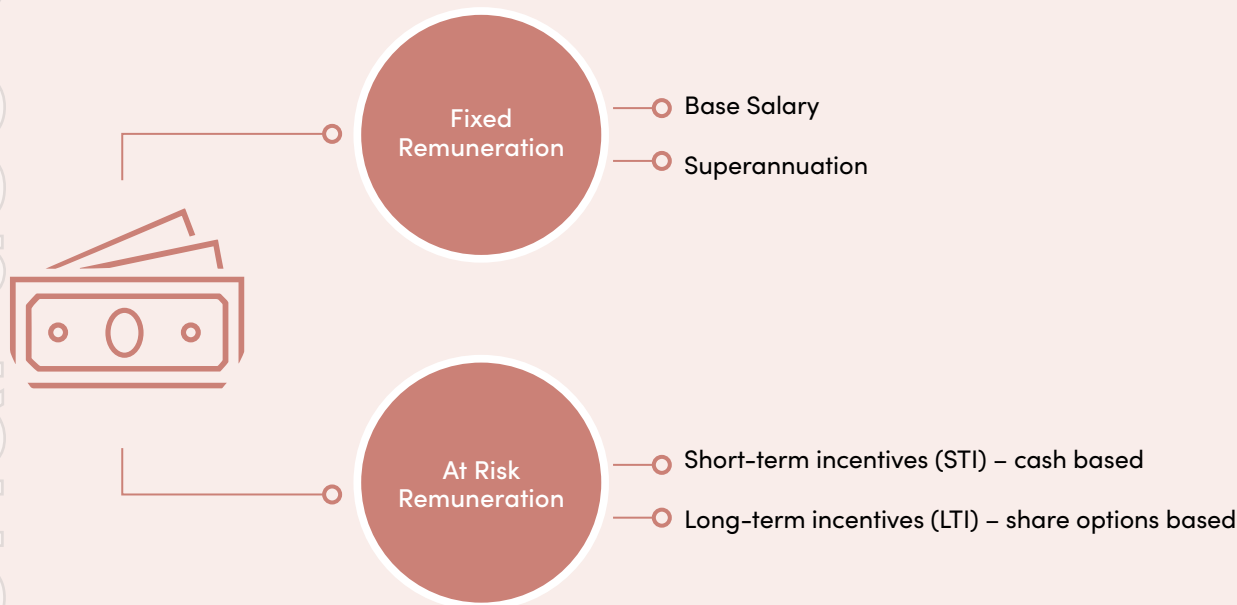 Fixed
Remuneration
Base Salary
Superannuation
At Risk
Remuneration
Short-term incentives (STI) – cash based
Long-term incentives (LTI) – share options based